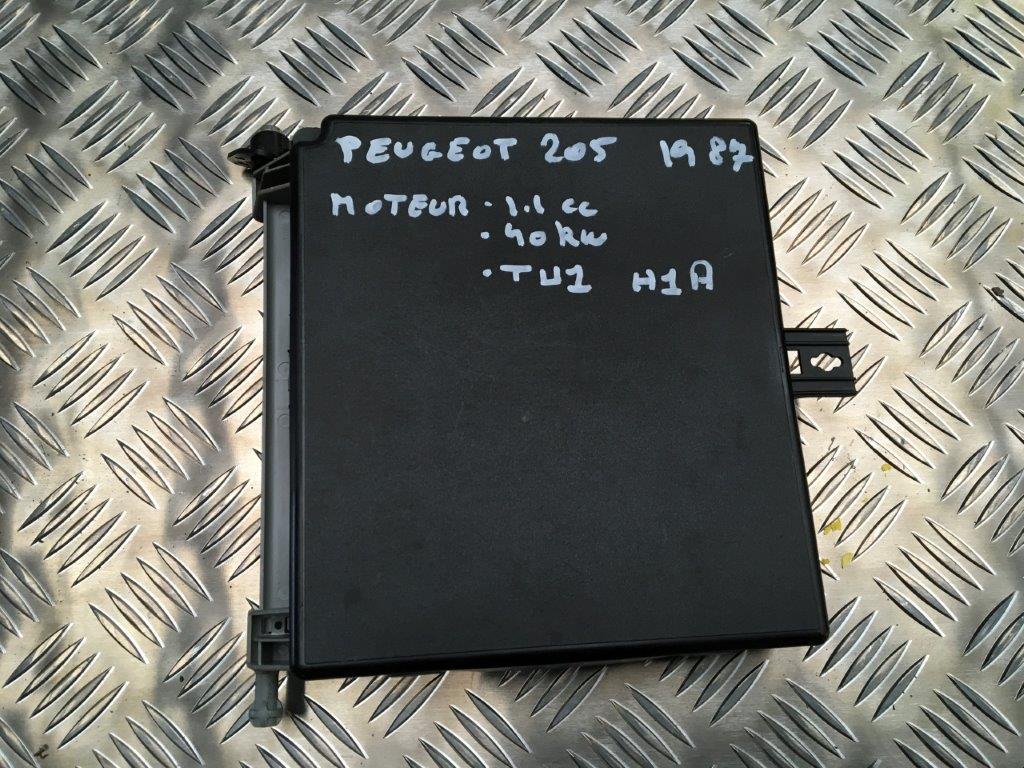 PEUGEOT 205 1987
MOTEUR • 1.1 cc
• 40 kw
• TU1 H1A